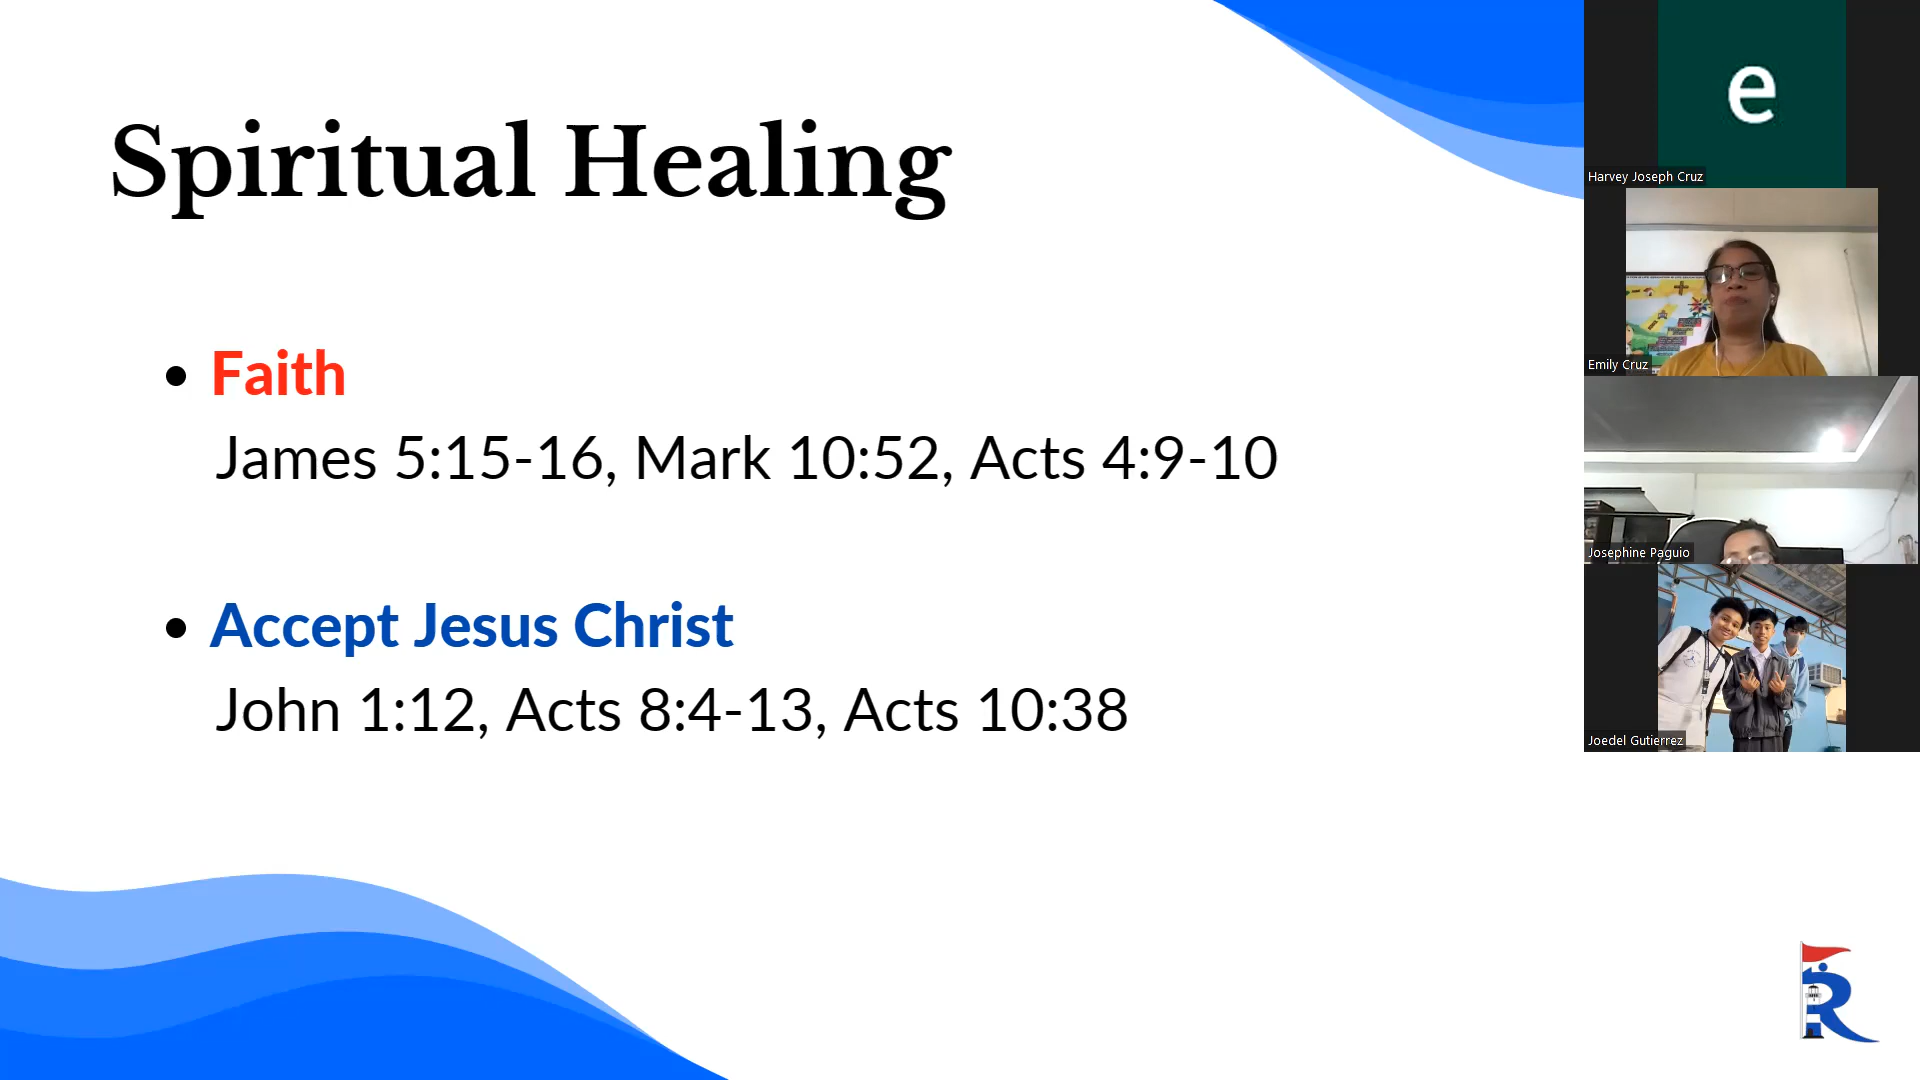 Spiritual Healing
• Faith
James 5:15-16, Mark 10:52, Acts 4:9-10
• Accept Jesus Christ
John 1:12, Acts 8:4-13, Acts 10:38
e
Harvey Joseph Cruz
Emily Cruz
Josephine Paguio
Joedel Gutierrez
R